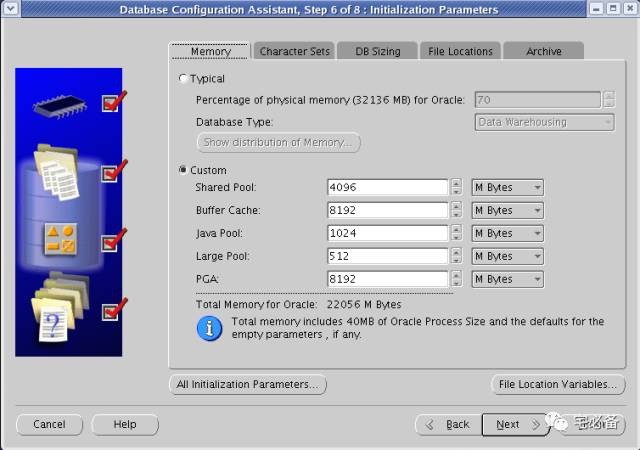 Database Configuration Assistant, Step 6 of 8 : Initialization Parameters
Memory
Character Sets
DB Sizing
File Locations
Archive
Typical
Percentage of physical memory (32136 MB) for Oracle: 70
Database Type: Data Warehousing
Show distribution of Memory...
Custom
Shared Pool: 4096 M Bytes
Buffer Cache: 8192 M Bytes
Java Pool: 1024 M Bytes
Large Pool: 512 M Bytes
PGA: 8192 M Bytes
Total Memory for Oracle: 22056 M Bytes
Total memory includes 40MB of Oracle Process Size and the defaults for the
empty parameters , if any.
All Initialization Parameters...
File Location Variables...
Cancel
Help
Back
Next
宅必备